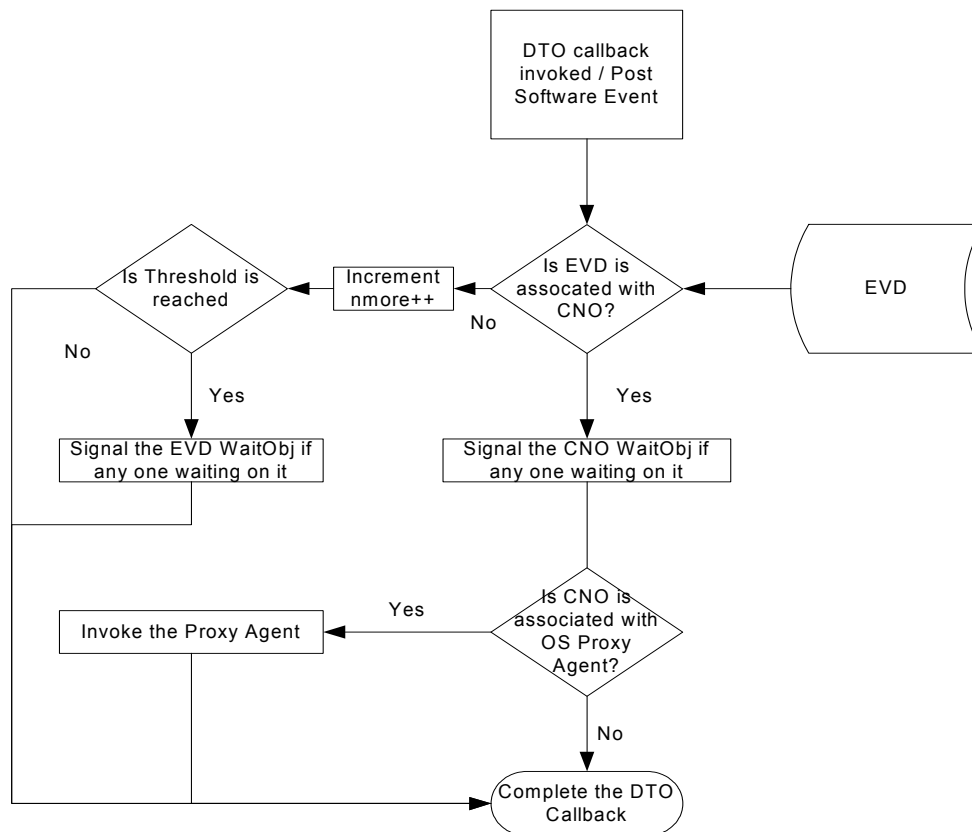 DTO callback
invoked / Post
Software Event
Is Threshold is
reached
Increment
nmore++
Is EVD is
assocated with
CNO?
EVD
No
No
Yes
Yes
Signal the EVD WaitObj if
any one waiting on it
Signal the CNO WaitObj if
any one waiting on it
Invoke the Proxy Agent
Yes
Is CNO is
associated with
OS Proxy
Agent?
No
Complete the DTO
Callback